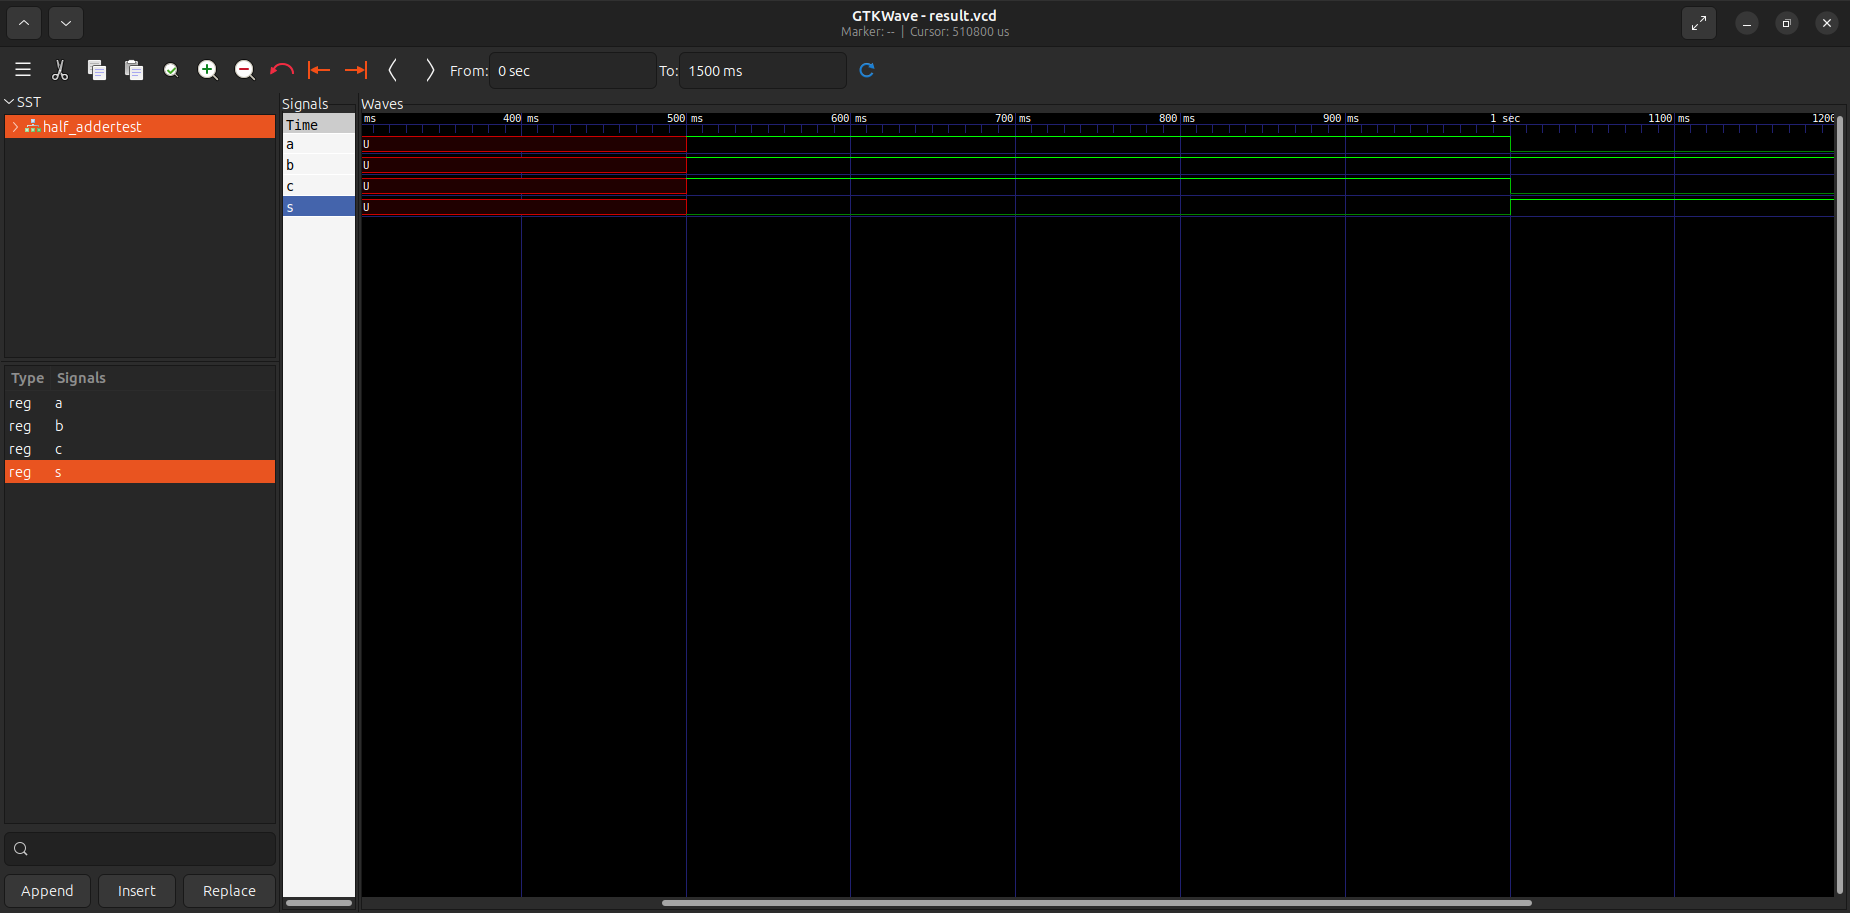 GTKWave - result.vcd
Marker: -- | Cursor: 510800 us
From: 0 sec To: 1500 ms
SST
half_addertest
Type Signals
reg a
reg b
reg c
reg s
Append Insert Replace
Signals
Time
a
b
c
s
Waves
ms 400 ms 500 ms 600 ms 700 ms 800 ms 900 ms 1 sec 1100 ms 1200
U
U
U
U